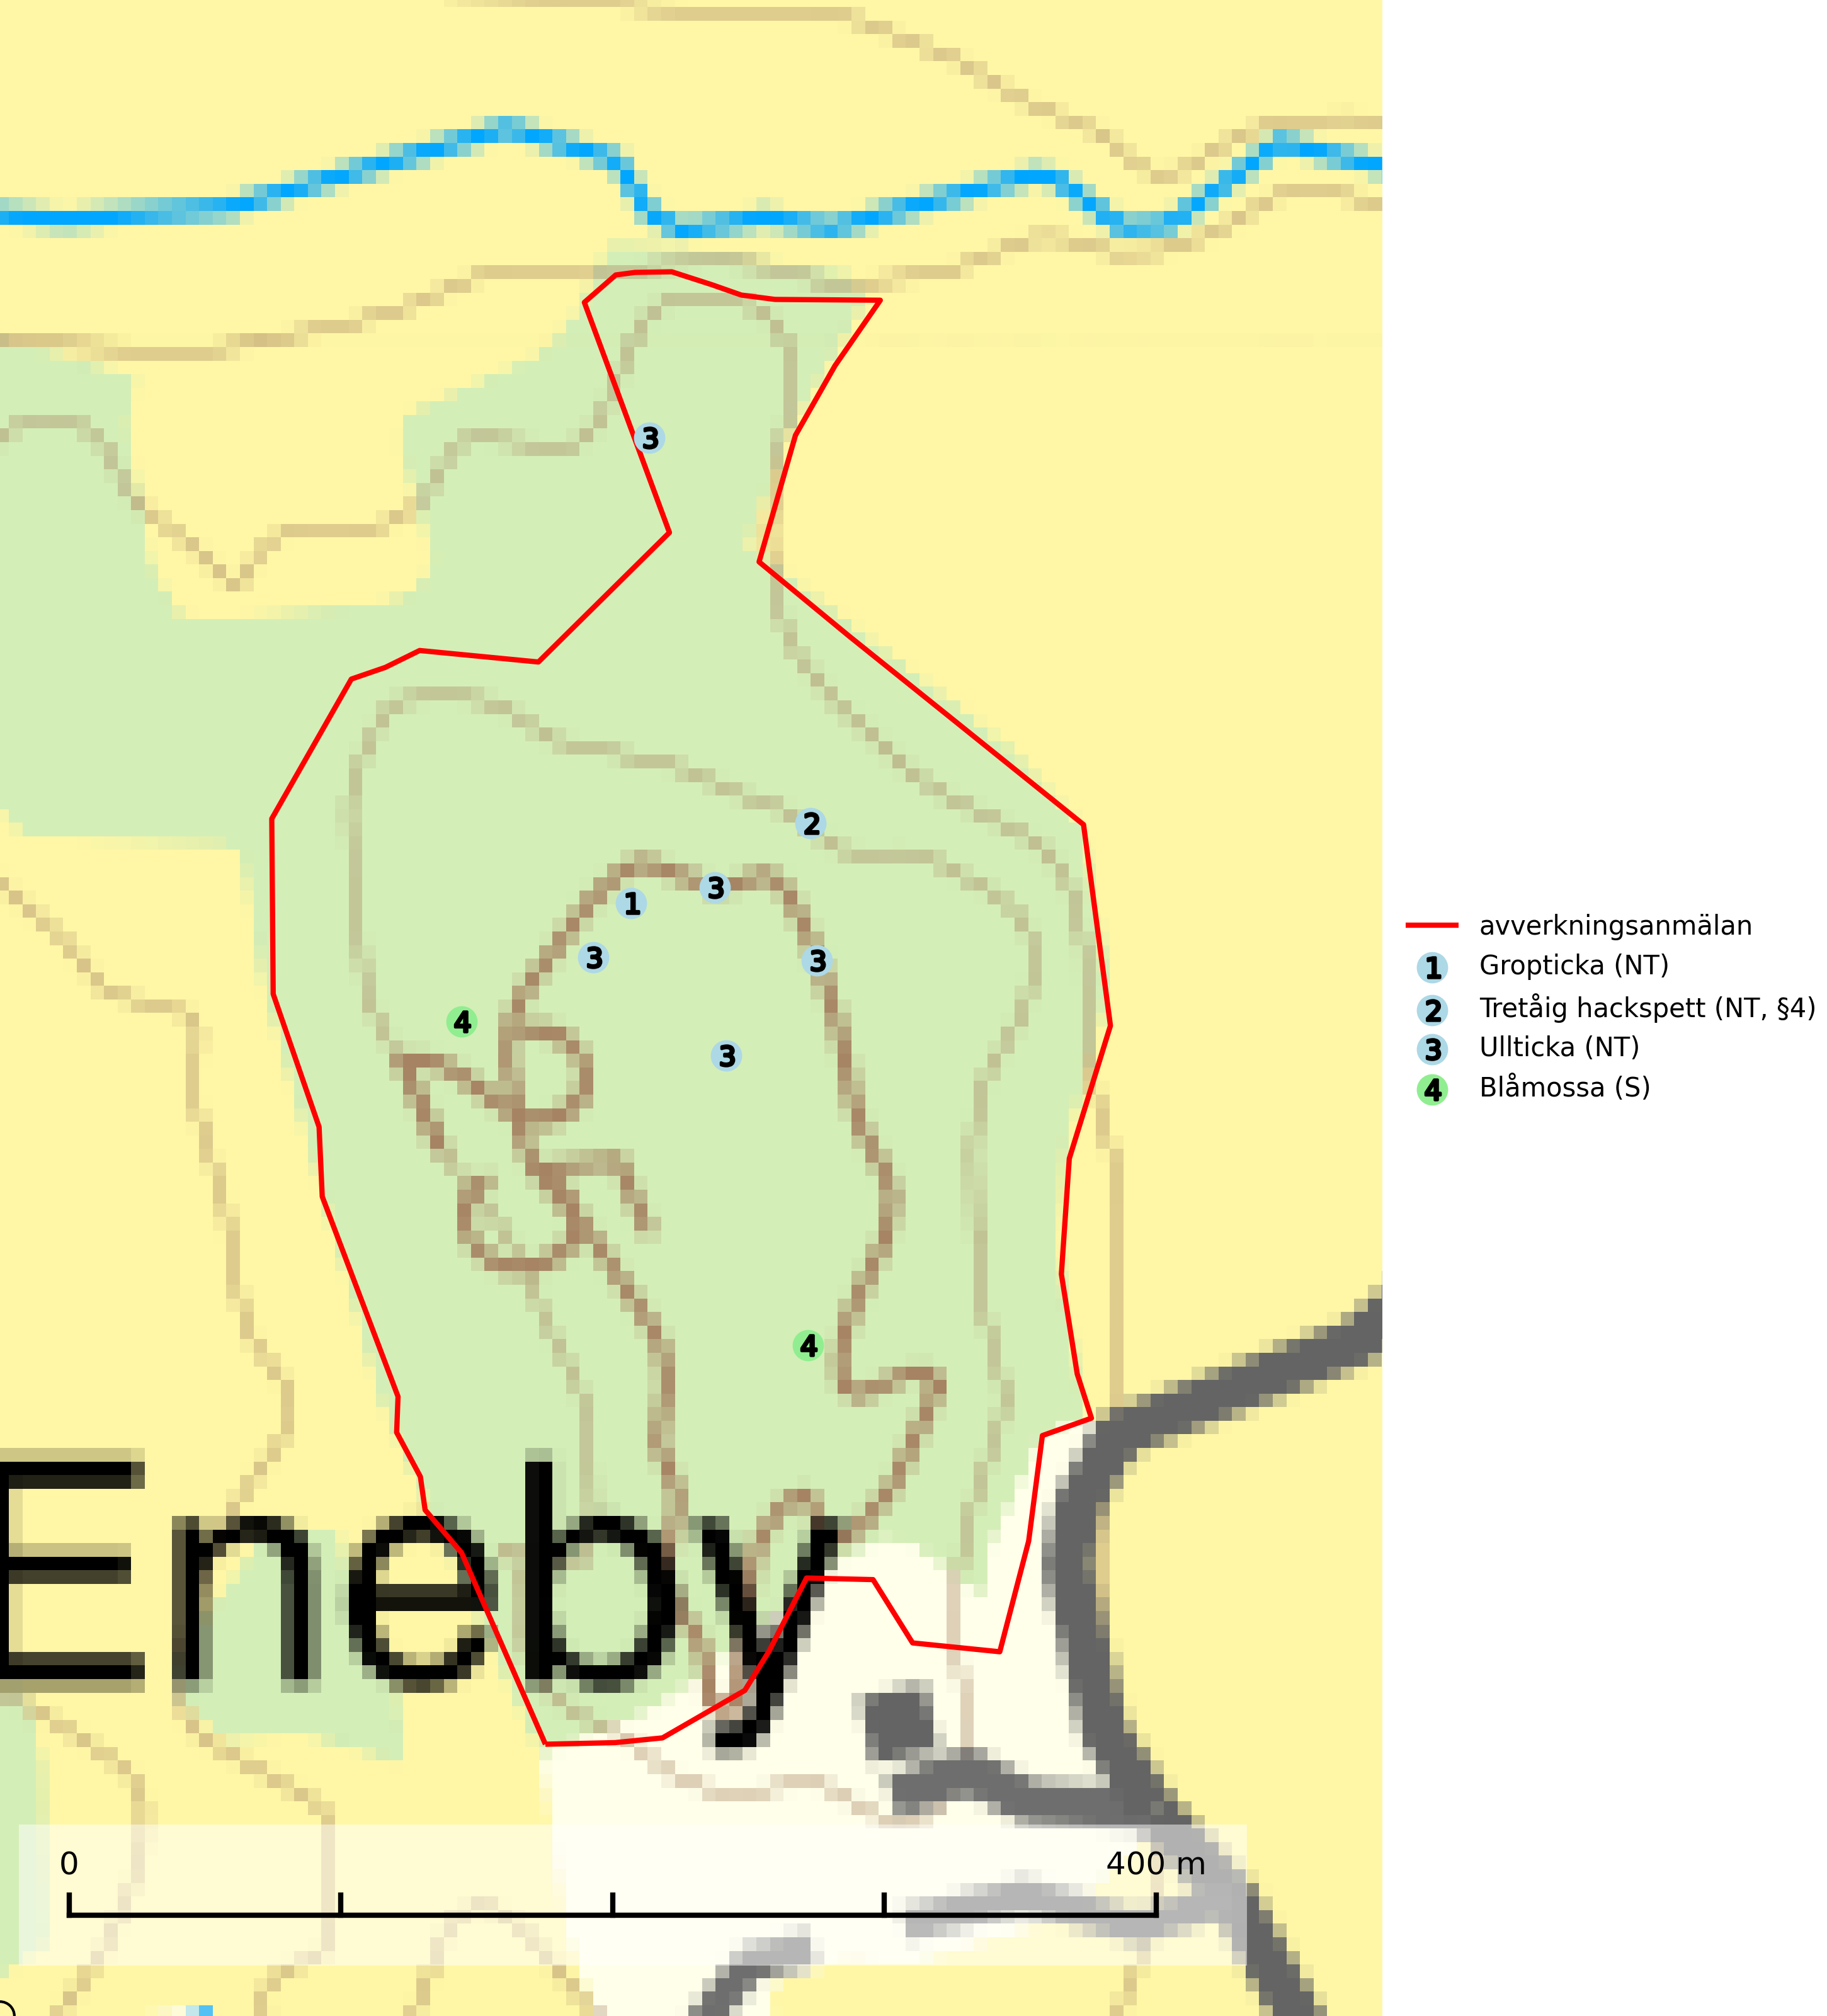 3
2
3
1
3
3
4
3
4
avverkningsanmälan
1 Gropticka (NT)
2 Tretåig hackspett (NT, §4)
3 Ullticka (NT)
4 Blåmossa (S)
Eneby
0 400 m